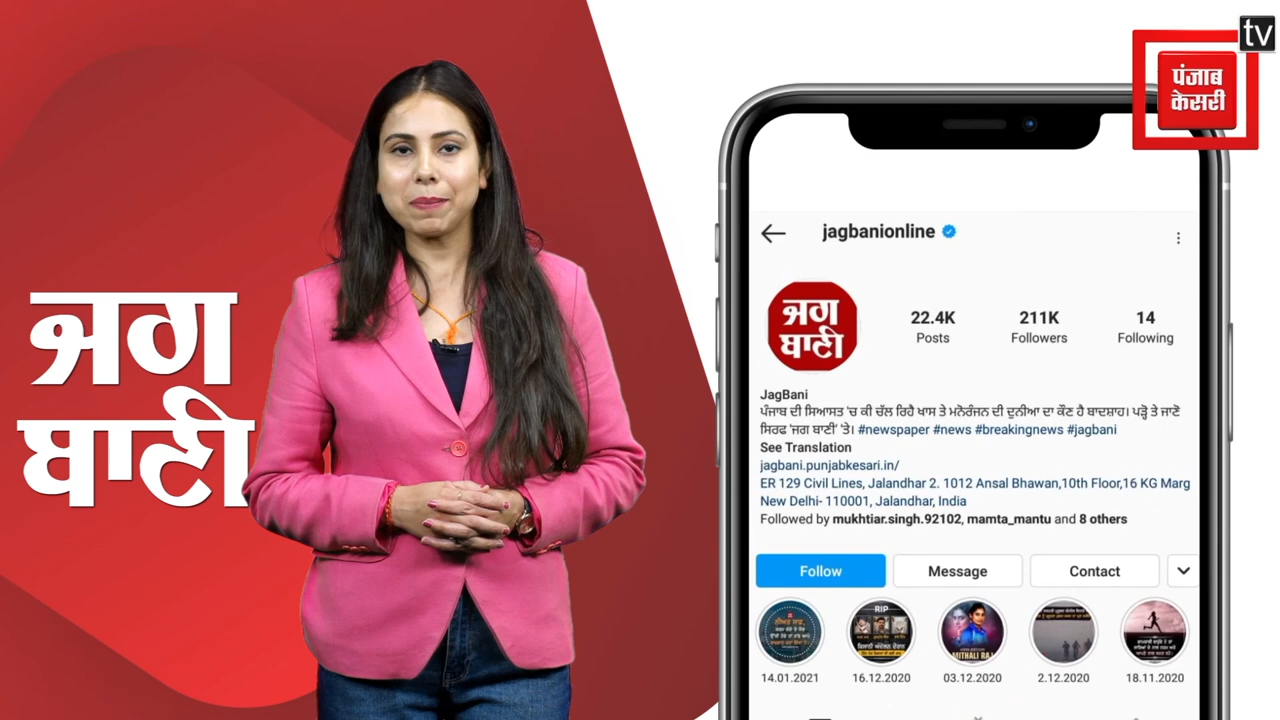 ਜਗ
ਬਾਣੀ
tv
पंजाब
केसरी
jagbanionline
ਜਗ
ਬਾਣੀ
22.4K
Posts
211K
Followers
14
Following
JagBani
ਪੰਜਾਬ ਦੀ ਸਿਆਸਤ 'ਚ ਕੀ ਚੱਲ ਰਿਹੈ ਖਾਸ ਤੇ ਮਨੋਰੰਜਨ ਦੀ ਦੁਨੀਆ ਦਾ ਕੌਣ ਹੈ ਬਾਦਸ਼ਾਹ। ਪੜ੍ਹੋ ਤੇ ਜਾਣੋ
ਸਿਰਫ 'ਜਗ ਬਾਣੀ' 'ਤੇ। #newspaper #news #breakingnews #jagbani
See Translation
jagbani.punjabkesari.in/
ER 129 Civil Lines, Jalandhar 2. 1012 Ansal Bhawan,10th Floor,16 KG Marg
New Delhi- 110001, Jalandhar, India
Followed by mukhtiar.singh.92102, mamta_mantu and 8 others
Follow
Message
Contact
RIP
MITHALI RAJ
14.01.2021
16.12.2020
03.12.2020
2.12.2020
18.11.2020